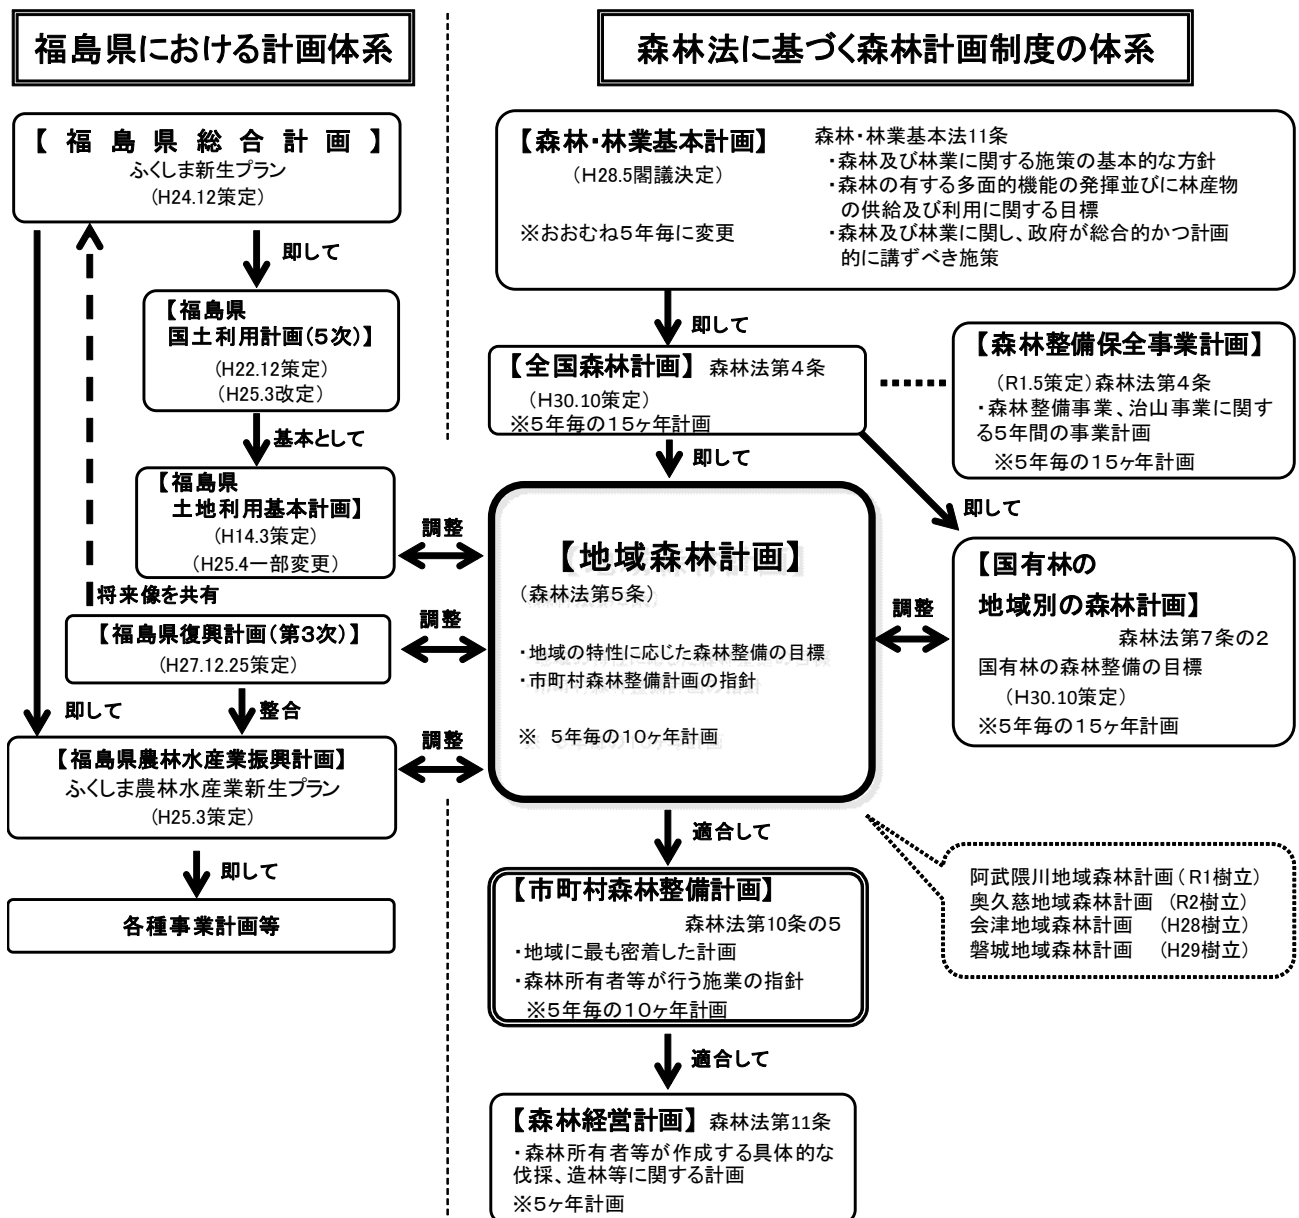 福島県における計画体系
【 福 島 県 総 合 計 画 】
ふくしま新生プラン
(H24.12策定)
即して
【福島県
国土利用計画(5次)】
(H22.12策定)
(H25.3改定)
基本として
【福島県
土地利用基本計画】
(H14.3策定)
(H25.4一部変更)
調整
将来像を共有
【福島県復興計画(第3次)】
(H27.12.25策定)
調整
即して
整合
【福島県農林水産業振興計画】
ふくしま農林水産業新生プラン
(H25.3策定)
調整
即して
各種事業計画等
森林法に基づく森林計画制度の体系
【森林・林業基本計画】
(H28.5閣議決定)
※おおむね5年毎に変更
森林・林業基本法11条
・森林及び林業に関する施策の基本的な方針
・森林の有する多面的機能の発揮並びに林産物
の供給及び利用に関する目標
・森林及び林業に関し、政府が総合的かつ計画
的に講ずべき施策
即して
【全国森林計画】 森林法第4条
(H30.10策定)
※5年毎の15ヶ年計画
【森林整備保全事業計画】
(R1.5策定)森林法第4条
・森林整備事業、治山事業に関す
る5年間の事業計画
※5年毎の15ヶ年計画
即して
即して
【地域森林計画】
(森林法第5条)
・地域の特性に応じた森林整備の目標
・市町村森林整備計画の指針
※ 5年毎の10ヶ年計画
調整
【国有林の
地域別の森林計画】
森林法第7条の2
国有林の森林整備の目標
(H30.10策定)
※5年毎の15ヶ年計画
適合して
阿武隈川地域森林計画(R1樹立)
奥久慈地域森林計画 (R2樹立)
会津地域森林計画 (H28樹立)
磐城地域森林計画 (H29樹立)
【市町村森林整備計画】
森林法第10条の5
・地域に最も密着した計画
・森林所有者等が行う施業の指針
※5年毎の10ヶ年計画
適合して
【森林経営計画】 森林法第11条
・森林所有者等が作成する具体的な
伐採、造林等に関する計画
※5ヶ年計画